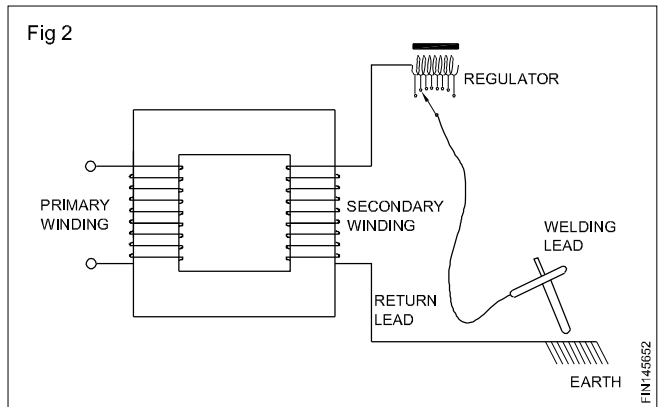 Fig 2
REGULATOR
PRIMARY
WINDING
SECONDARY
WINDING
WELDING
LEAD
RETURN
LEAD
EARTH
FIN145652